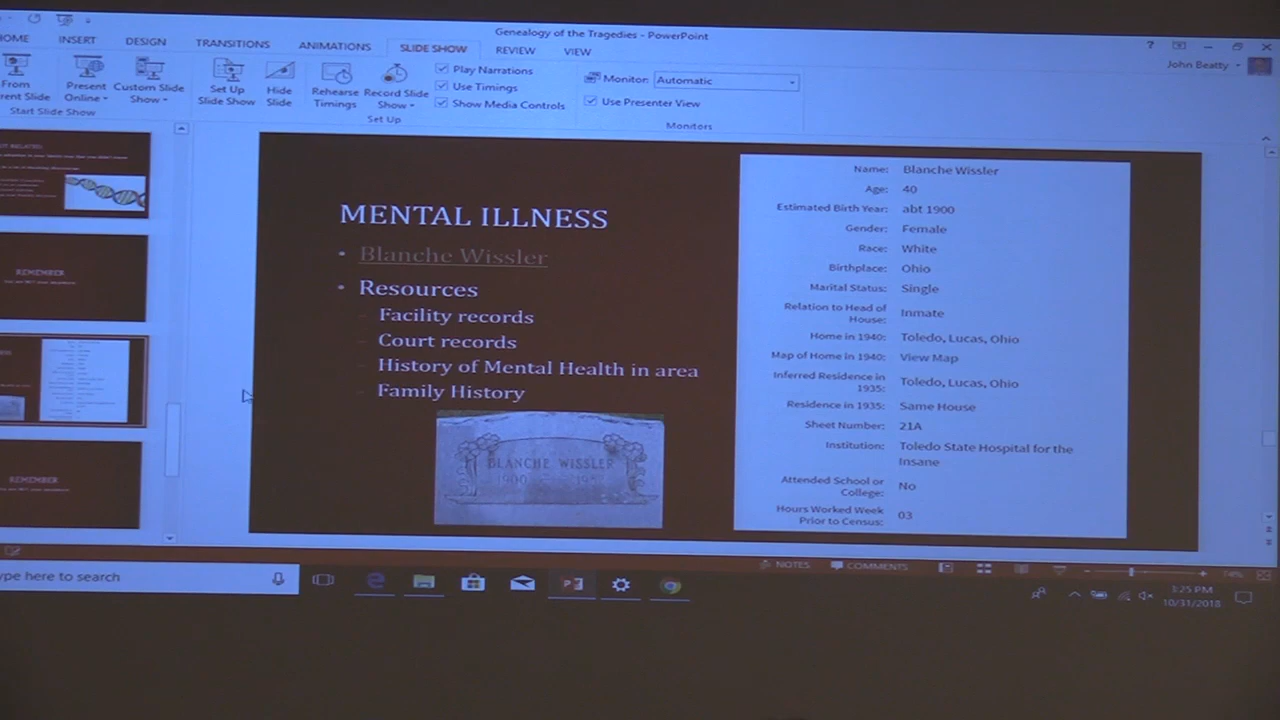 Genealogy of the Tragedies - PowerPoint
HOME INSERT DESIGN TRANSITIONS ANIMATIONS SLIDE SHOW REVIEW VIEW
John Beatty
From
Present Online
Custom Slide Show
Set Up Slide Show
Hide Slide
Rehearse Timings
Record Slide Show
Play Narrations
Use Timings
Show Media Controls
Monitor: Automatic
Use Presenter View
Start Slide Show
Set Up
Monitors
REMEMBER
REMEMBER
MENTAL ILLNESS
• Blanche Wissler
• Resources
– Facility records
– Court records
– History of Mental Health in area
– Family History
BLANCHE WISSLER
1900
Name: Blanche Wissler
Age: 40
Estimated Birth Year: abt 1900
Gender: Female
Race: White
Birthplace: Ohio
Marital Status: Single
Relation to Head of House: Inmate
Home in 1940: Toledo, Lucas, Ohio
Map of Home in 1940: View Map
Inferred Residence in 1935: Toledo, Lucas, Ohio
Residence in 1935: Same House
Sheet Number: 21A
Institution: Toledo State Hospital for the
Insane
Attended School or College: No
Hours Worked Week Prior to Census: 03
NOTES COMMENTS 74%
ype here to search
3:25 PM
10/31/2018